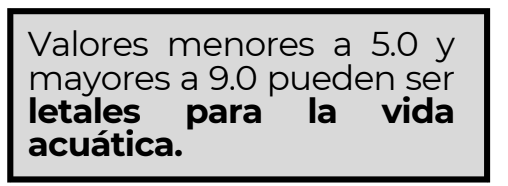 Valores menores a 5.0 y
mayores a 9.0 pueden ser
letales para la vida
acuática.